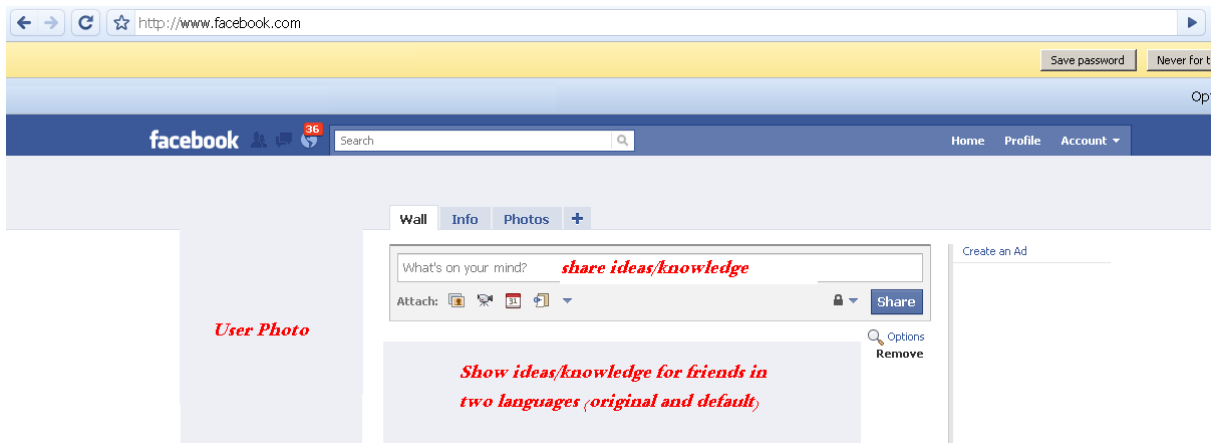 http://www.facebook.com
Save password
Never for t
Op
facebook
36
Search
Home Profile Account
Wall Info Photos +
What's on your mind? share ideas/knowledge
Create an Ad
Attach: 31
Share
User Photo
Options
Remove
Show ideas/knowledge for friends in
two languages (original and default)